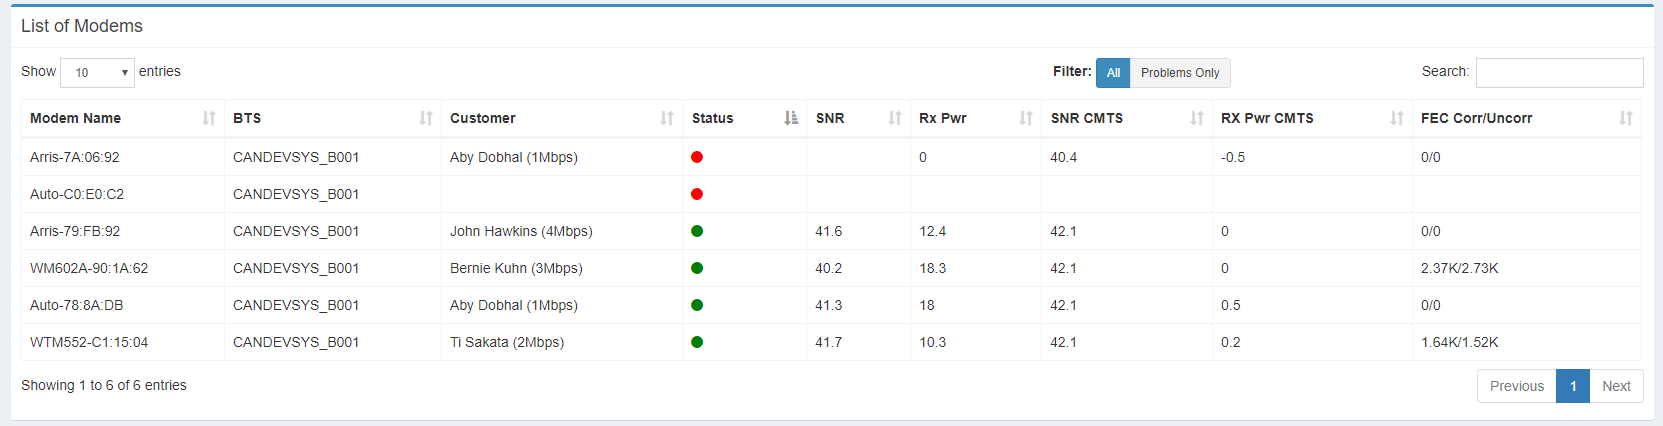 List of Modems
Show 10 entries Filter: All Problems Only Search:
Modem Name BTS Customer Status SNR Rx Pwr SNR CMTS RX Pwr CMTS FEC Corr/Uncorr
Arris-7A:06:92 CANDEVSYS_B001 Aby Dobhal (1Mbps) 0 40.4 -0.5 0/0
Auto-C0:E0:C2 CANDEVSYS_B001
Arris-79:FB:92 CANDEVSYS_B001 John Hawkins (4Mbps) 41.6 12.4 42.1 0 0/0
WM602A-90:1A:62 CANDEVSYS_B001 Bernie Kuhn (3Mbps) 40.2 18.3 42.1 0 2.37K/2.73K
Auto-78:8A:DB CANDEVSYS_B001 Aby Dobhal (1Mbps) 41.3 18 42.1 0.5 0/0
WTM552-C1:15:04 CANDEVSYS_B001 Ti Sakata (2Mbps) 41.7 10.3 42.1 0.2 1.64K/1.52K
Showing 1 to 6 of 6 entries Previous 1 Next